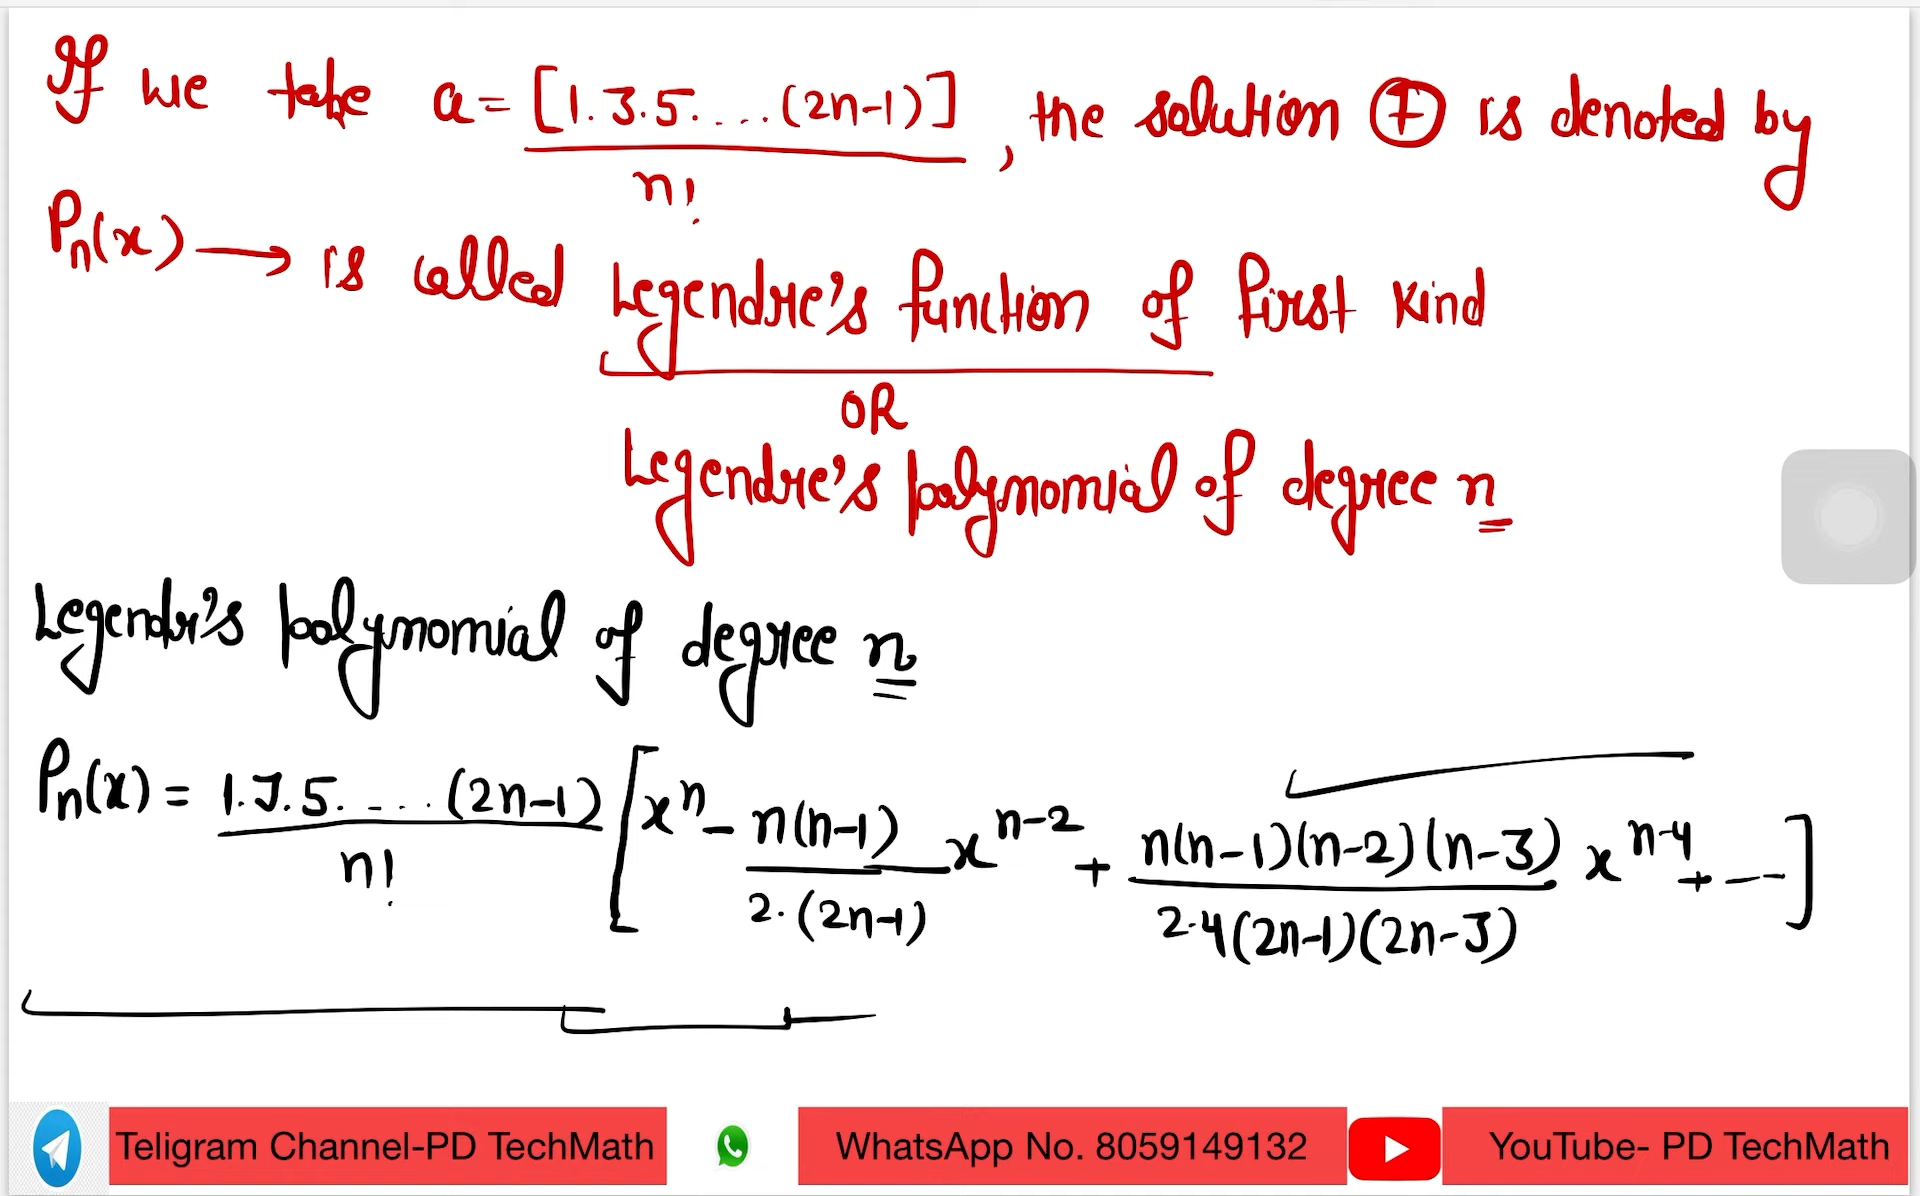 If we take a = [1.3.5....(2n-1)] / n! , the solution Ⓘ is denoted by
Pn(x) → is called Legendre's function of first kind
OR
Legendre's polynomial of degree n
Legendr's polynomial of degree n
Pn(x) = 1.3.5.....(2n-1) / n! [x^n - n(n-1) / 2.(2n-1) x^n-2 + n(n-1)(n-2)(n-3) / 2.4(2n-1)(2n-3) x^n-4 + ---]
Teligram Channel-PD TechMath WhatsApp No. 8059149132 YouTube- PD TechMath